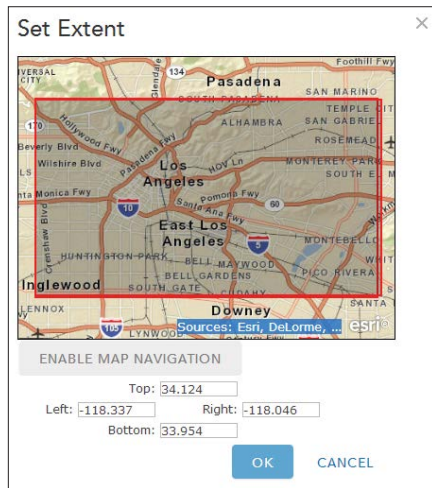 Set Extent
×
134
Glendale
Foothill Fwy
Pasadena
SOUTH PASADENA
SAN MARINO
TEMPLE CIT
170
Hollywood Fwy
ALHAMBRA
SAN GABRIEL
Pasadena Fwy
ROSEMEAD
Beverly Blvd
Wilshire Blvd
Los
Angeles
HOV Ln
MONTEREY PARK
SOUTH E
Santa Monica Fwy
Pomona Fwy
60
10
Santa Ana Fwy
Crenshaw Blvd
East Los
Angeles
5
MONTEBELLO
HUNTINGTON PARK
BELL
MAYWOOD
WHIT
BELL GARDENS
PICO RIVERA
Inglewood
SOUTH GATE
CUDAHY
SANTA
LENNOX
Downey
105
LYNWOOD
Sources: Esri, DeLorme, ...
esri
ENABLE MAP NAVIGATION
Top: 34.124
Left: -118.337 Right: -118.046
Bottom: 33.954
OK CANCEL